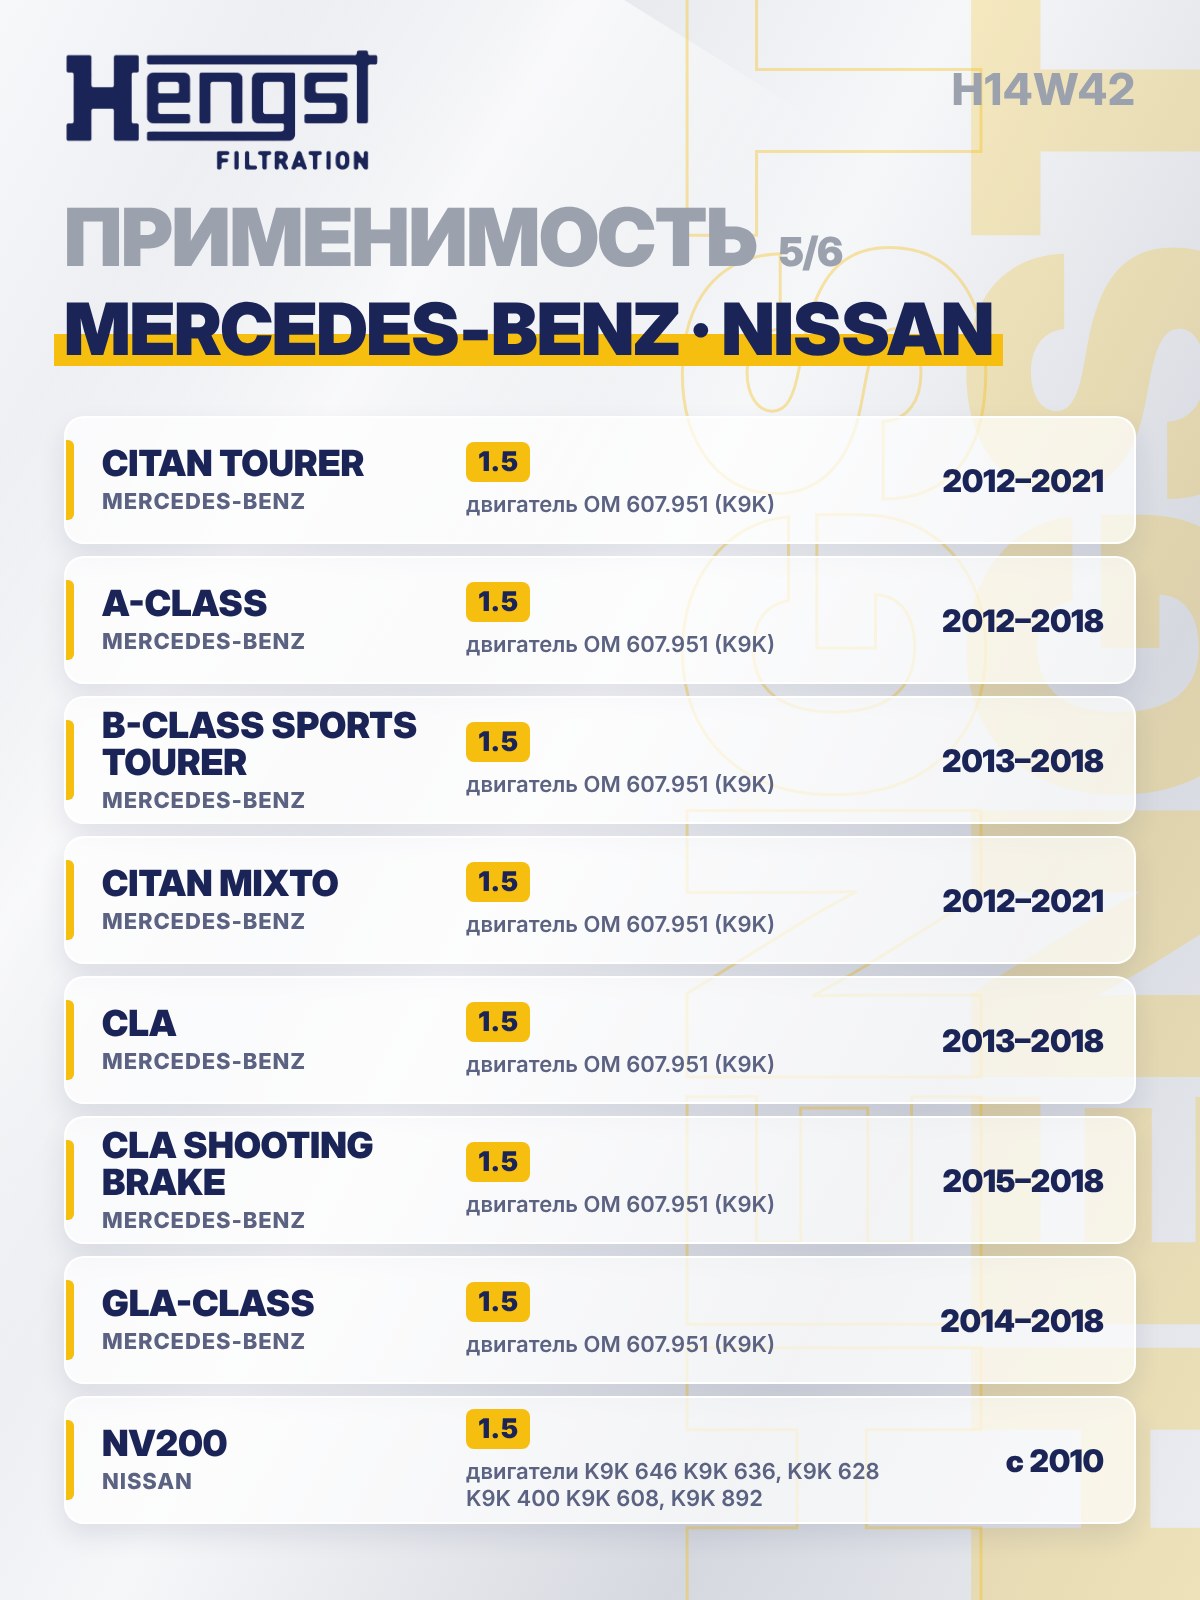 Hengst
FILTRATION
H14W42
ПРИМЕНИМОСТЬ 5/6
MERCEDES-BENZ · NISSAN
CITAN TOURER
MERCEDES-BENZ
1.5
двигатель OM 607.951 (K9K)
2012–2021
A-CLASS
MERCEDES-BENZ
1.5
двигатель OM 607.951 (K9K)
2012–2018
B-CLASS SPORTS
TOURER
MERCEDES-BENZ
1.5
двигатель OM 607.951 (K9K)
2013–2018
CITAN MIXTO
MERCEDES-BENZ
1.5
двигатель OM 607.951 (K9K)
2012–2021
CLA
MERCEDES-BENZ
1.5
двигатель OM 607.951 (K9K)
2013–2018
CLA SHOOTING
BRAKE
MERCEDES-BENZ
1.5
двигатель OM 607.951 (K9K)
2015–2018
GLA-CLASS
MERCEDES-BENZ
1.5
двигатель OM 607.951 (K9K)
2014–2018
NV200
NISSAN
1.5
двигатели K9K 646 K9K 636, K9K 628
K9K 400 K9K 608, K9K 892
с 2010
HENGST
HENGST